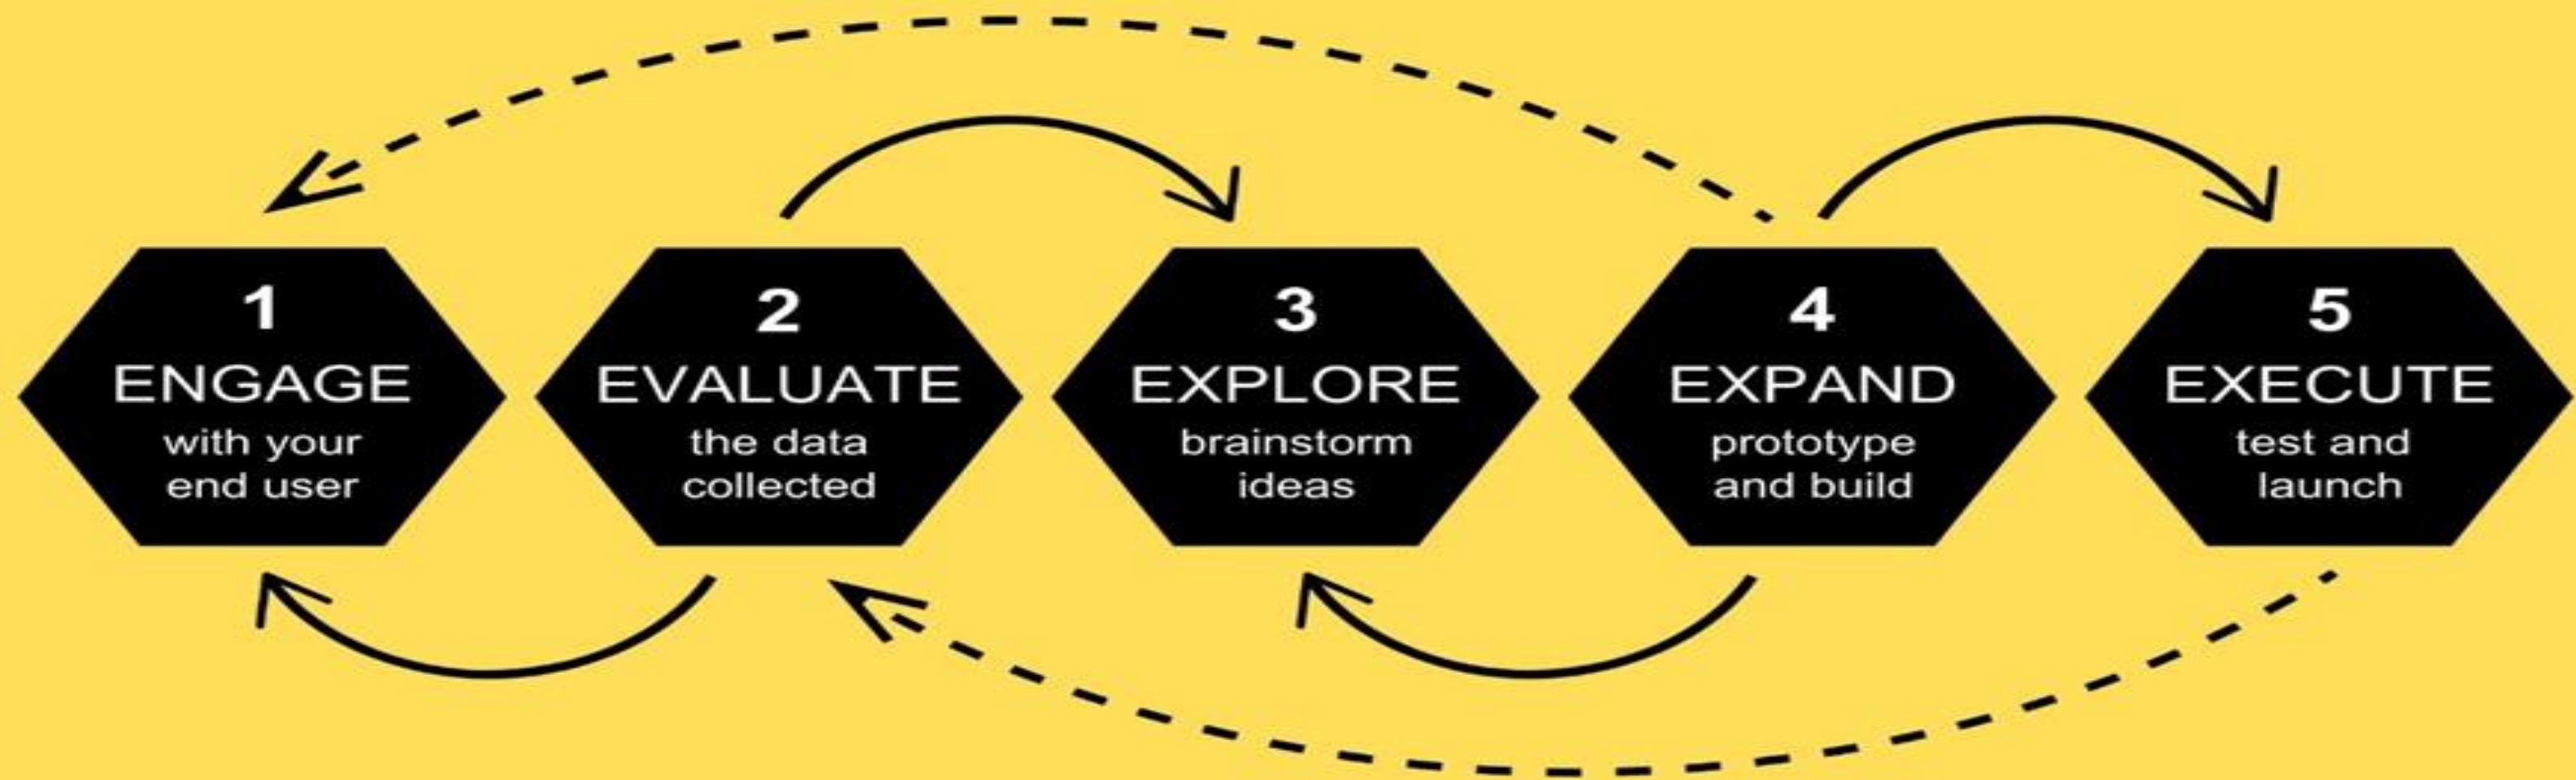 1
ENGAGE
with your
end user
2
EVALUATE
the data
collected
3
EXPLORE
brainstorm
ideas
4
EXPAND
prototype
and build
5
EXECUTE
test and
launch